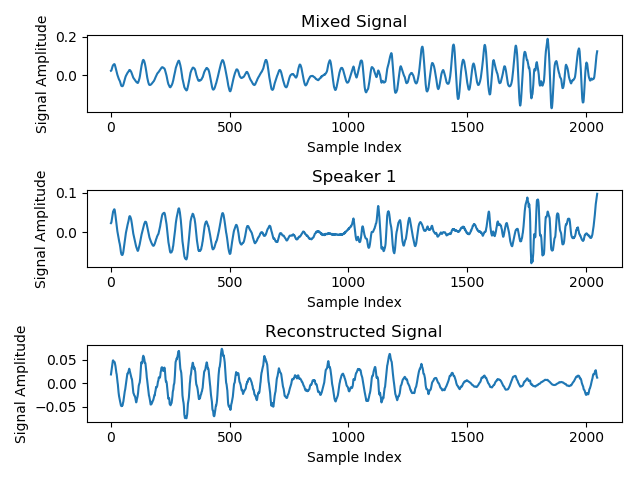 Mixed Signal
Signal Amplitude
0.2
0.0
0
500
1000
1500
2000
Sample Index
Speaker 1
Signal Amplitude
0.1
0.0
0
500
1000
1500
2000
Sample Index
Reconstructed Signal
Signal Amplitude
0.05
0.00
−0.05
0
500
1000
1500
2000
Sample Index